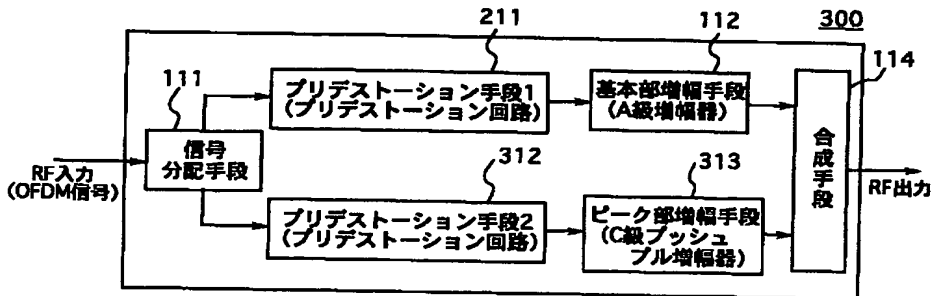 300
211
112
114
111
プリデストーション手段1
(プリデストーション回路)
基本部増幅手段
(A級増幅器)
信号
分配手段
RF入力
(OFDM信号)
312
313
プリデストーション手段2
(プリデストーション回路)
ピーク部増幅手段
(C級プッシュ
プル増幅器)
合成手段
RF出力